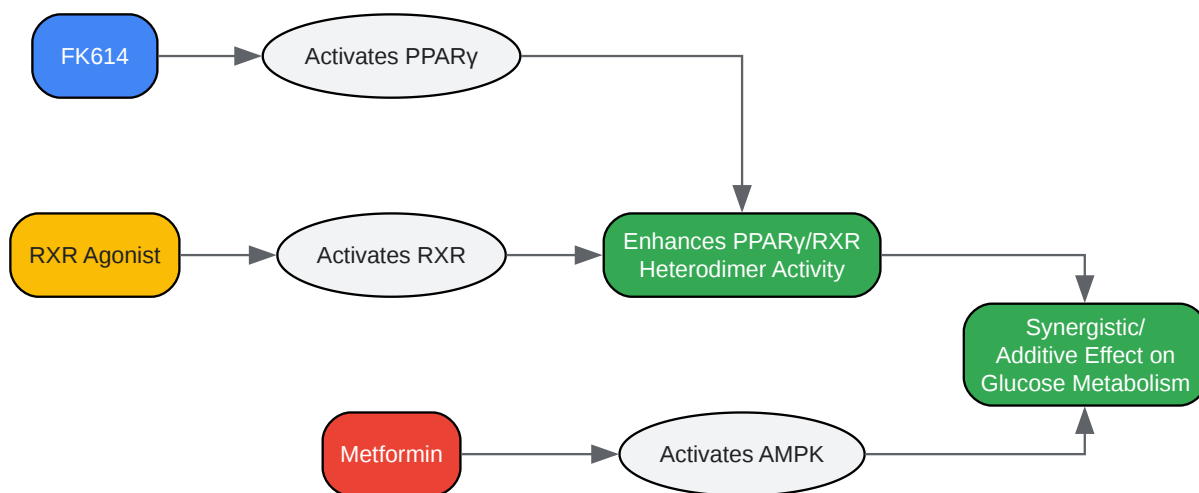 FK614
Activates PPARγ
RXR Agonist
Activates RXR
Enhances PPARγ/RXR
Heterodimer Activity
Synergistic/
Additive Effect on
Glucose Metabolism
Metformin
Activates AMPK